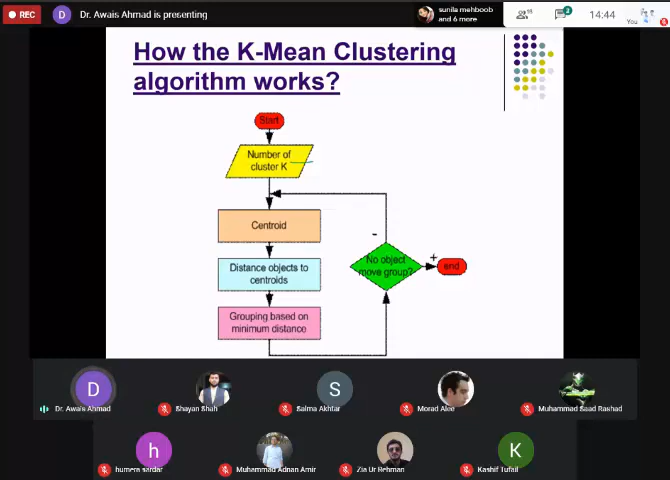 REC
D
Dr. Awais Ahmad is presenting
sunila mehboob
and 6 more
14:44
You
How the K-Mean Clustering
algorithm works?
Start
Number of
cluster K
Centroid
Distance objects to
centroids
Grouping based on
minimum distance
-
No object
move group?
+
end
D
S
Dr. Awais Ahmad
Shayan Shah
Salma Akhtar
Morad Alee
Muhammad Saad Rashad
h
K
humera sardar
Muhammad Adnan Amir
Zia Ur Rehman
Kashif Tufail